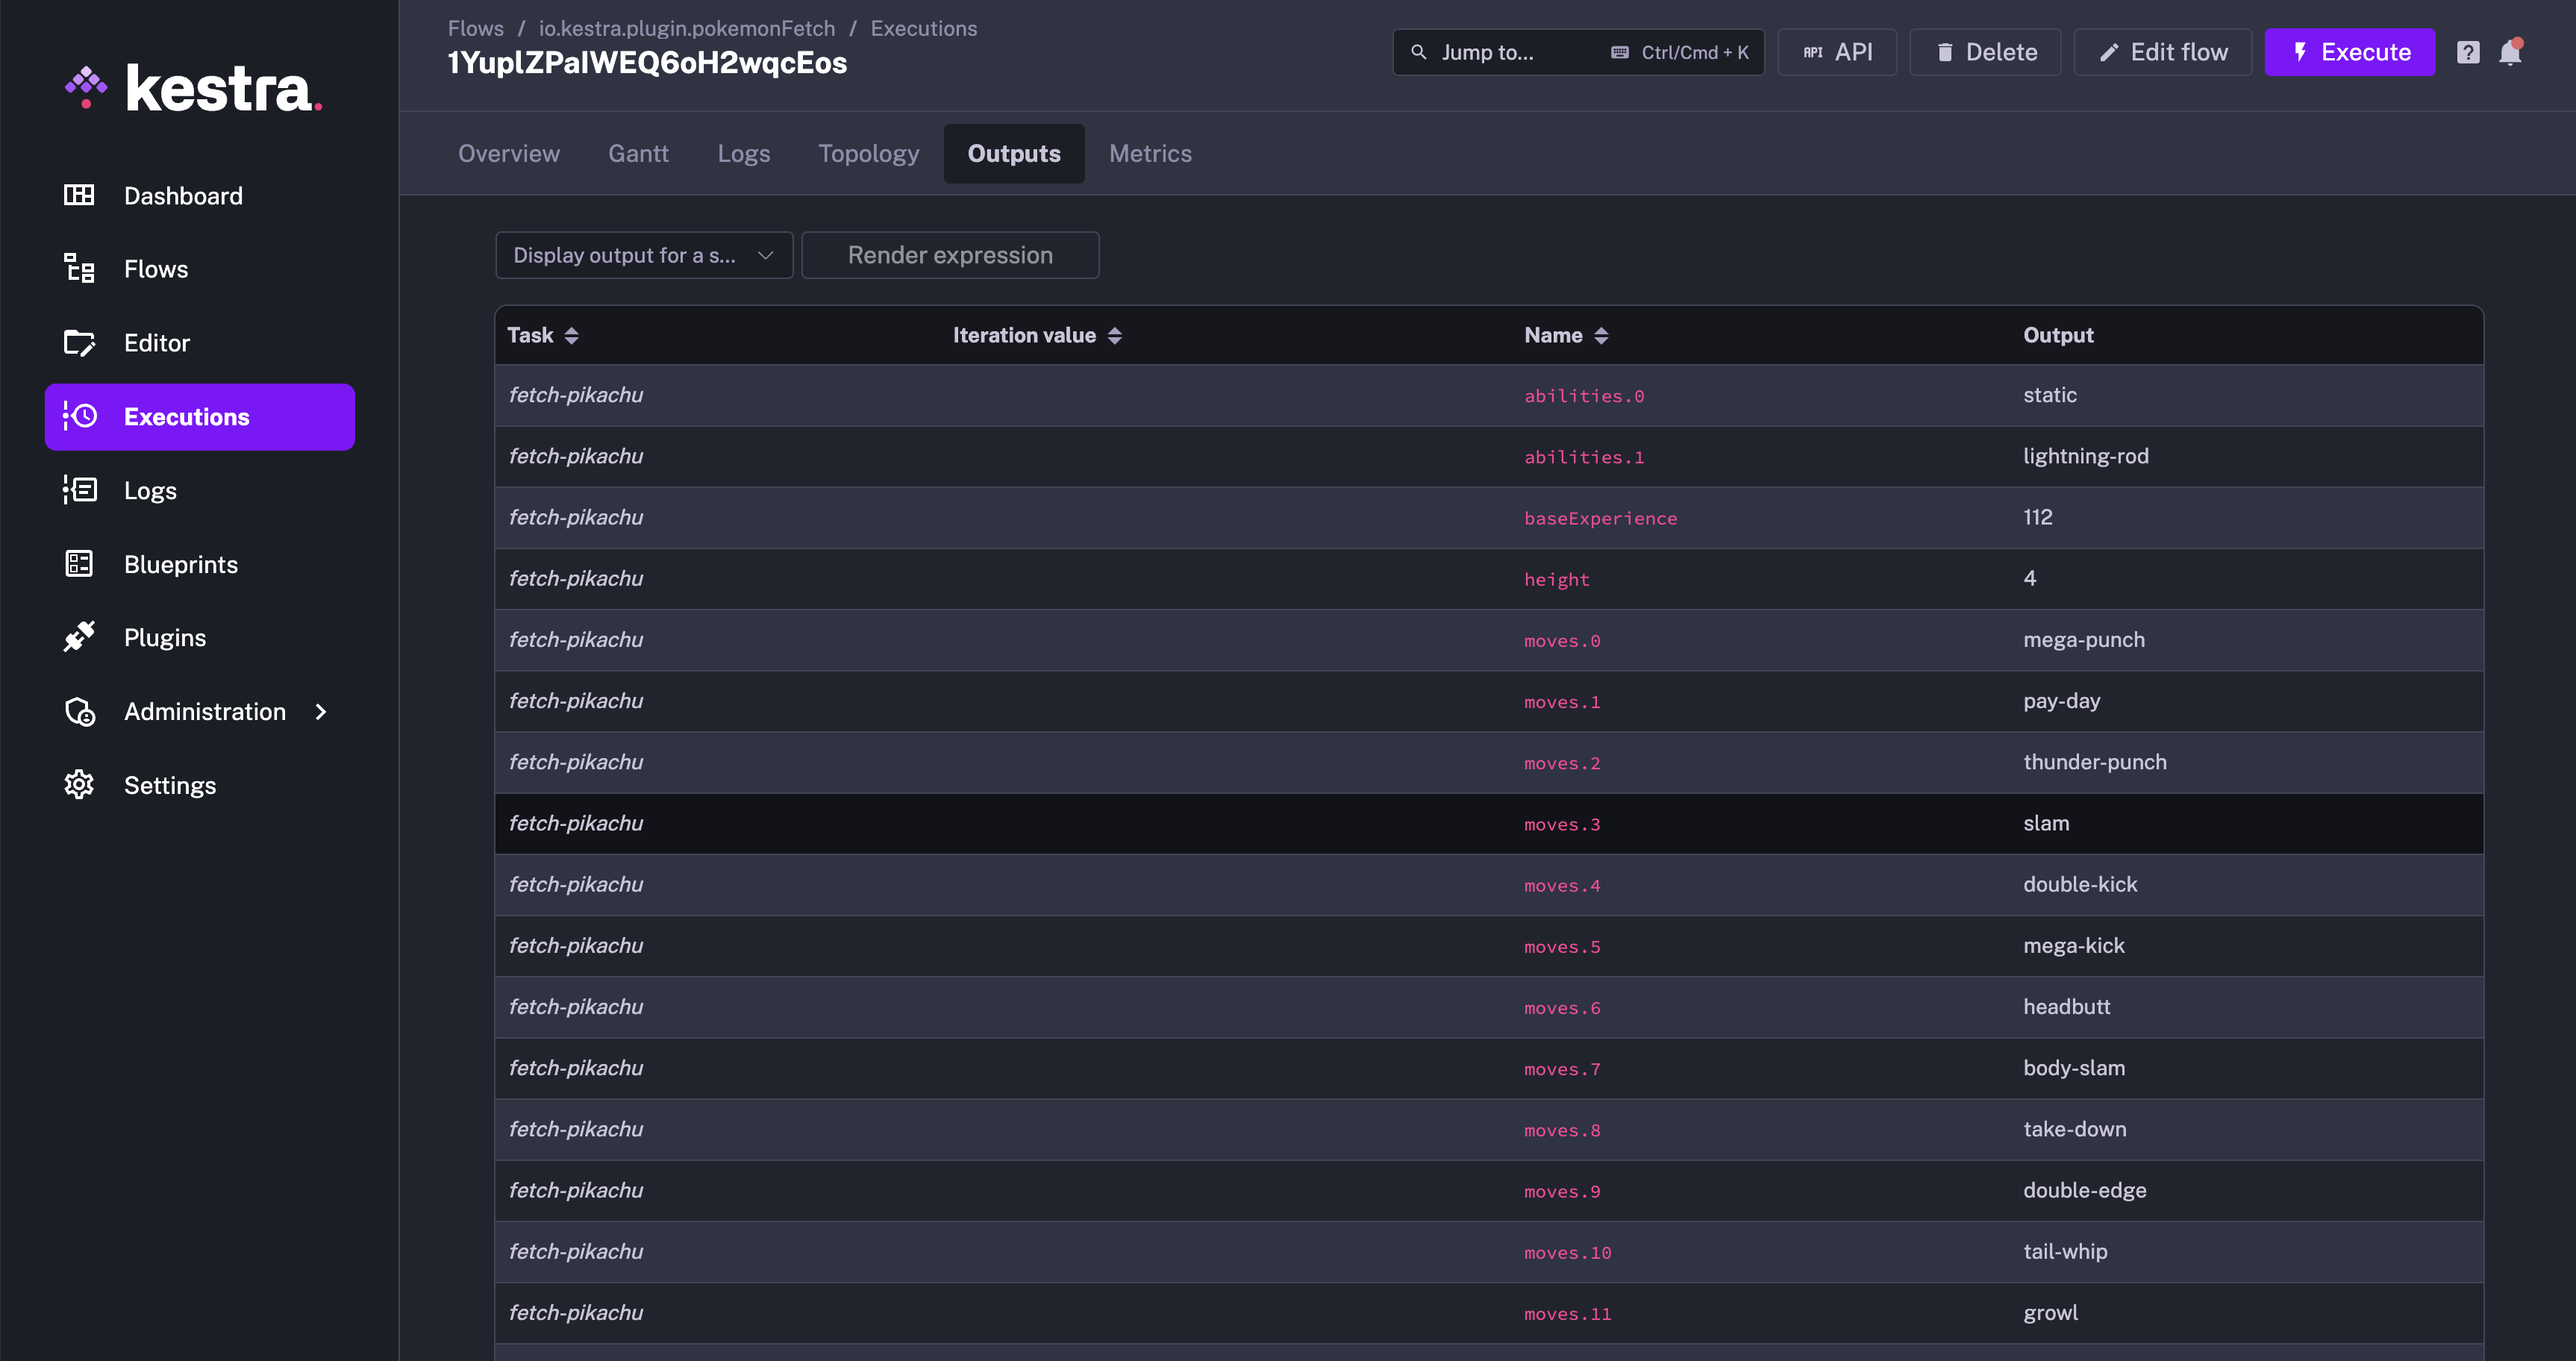 kestra.
Dashboard
Flows
Editor
Executions
Logs
Blueprints
Plugins
Administration
Settings
Flows / io.kestra.plugin.pokemonFetch / Executions
1YuplZPaIWEQ6oH2wqcEos
Jump to... Ctrl/Cmd + K
API API
Delete
Edit flow
Execute
?
Overview Gantt Logs Topology Outputs Metrics
Display output for a s... Render expression
Task Iteration value Name Output
fetch-pikachu abilities.0 static
fetch-pikachu abilities.1 lightning-rod
fetch-pikachu baseExperience 112
fetch-pikachu height 4
fetch-pikachu moves.0 mega-punch
fetch-pikachu moves.1 pay-day
fetch-pikachu moves.2 thunder-punch
fetch-pikachu moves.3 slam
fetch-pikachu moves.4 double-kick
fetch-pikachu moves.5 mega-kick
fetch-pikachu moves.6 headbutt
fetch-pikachu moves.7 body-slam
fetch-pikachu moves.8 take-down
fetch-pikachu moves.9 double-edge
fetch-pikachu moves.10 tail-whip
fetch-pikachu moves.11 growl